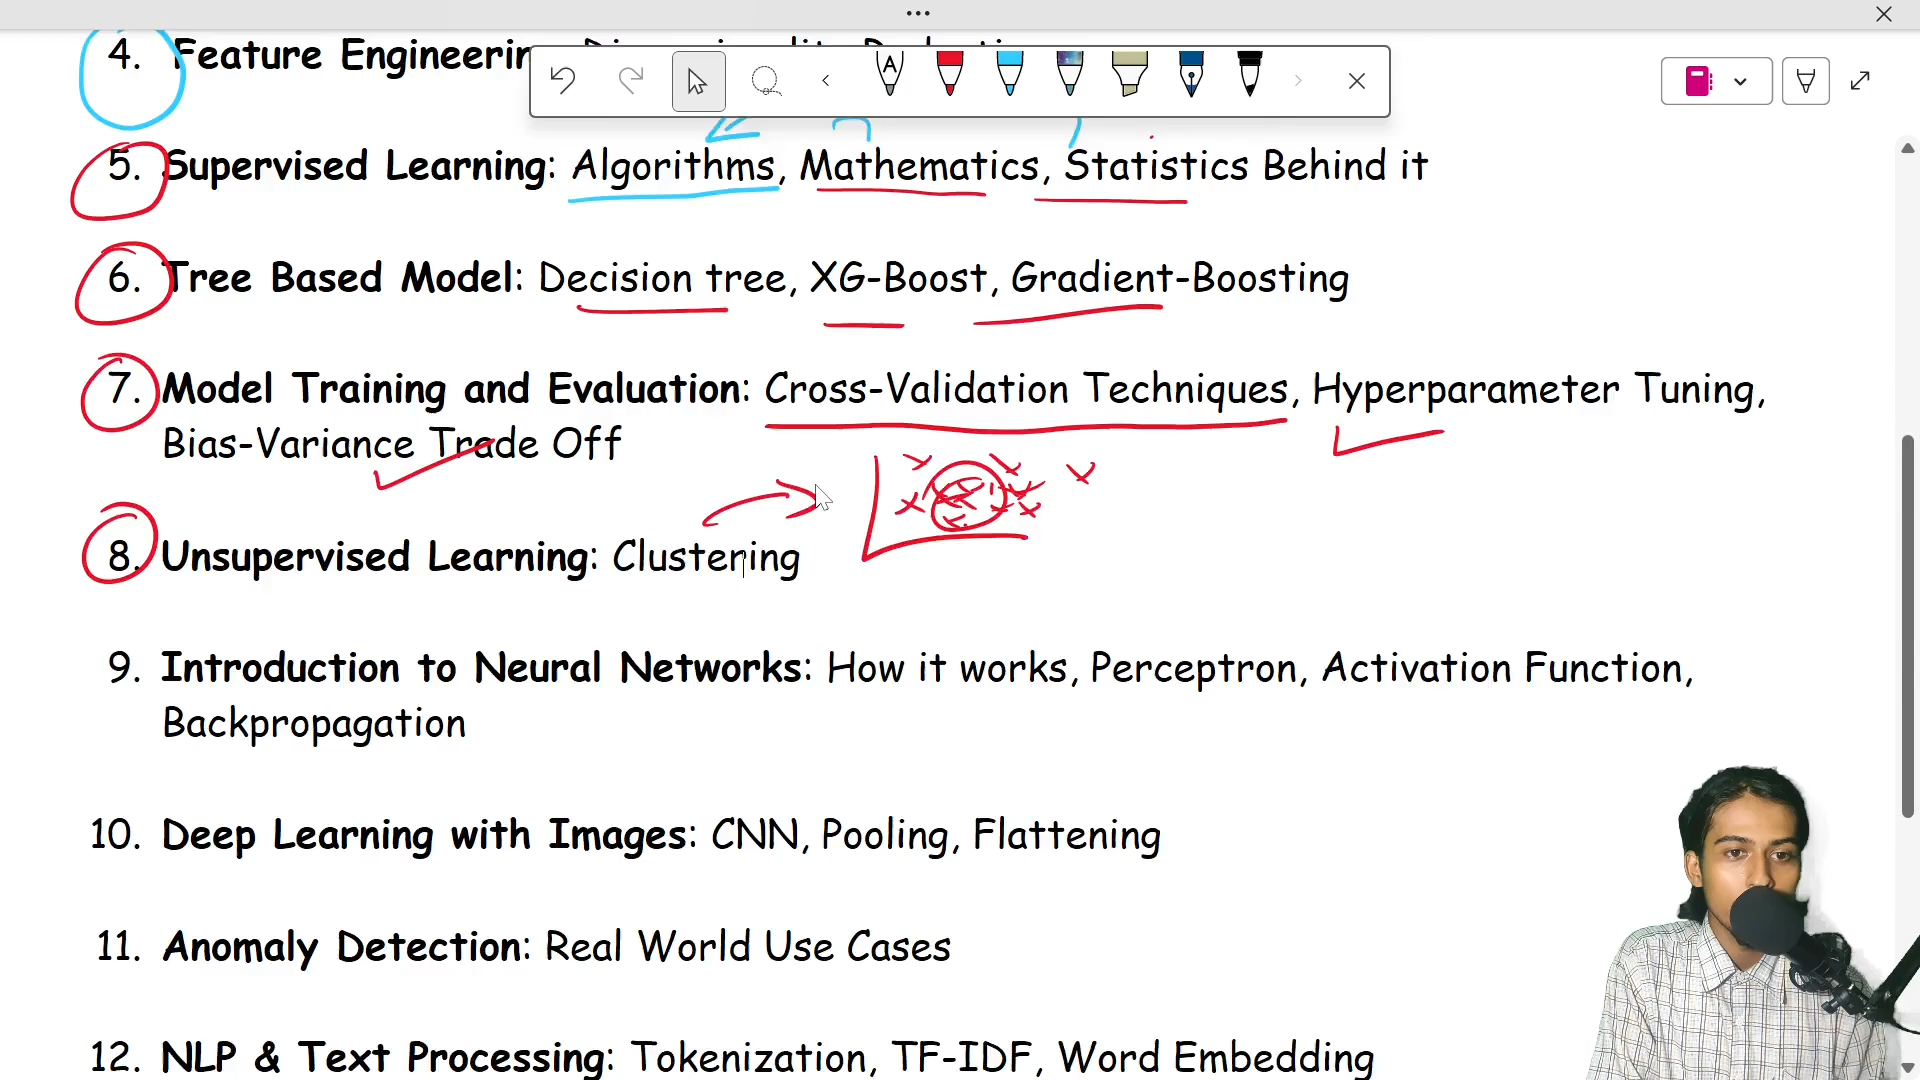 4. Feature Engineerin
A
5. Supervised Learning: Algorithms, Mathematics, Statistics Behind it
6. Tree Based Model: Decision tree, XG-Boost, Gradient-Boosting
7. Model Training and Evaluation: Cross-Validation Techniques, Hyperparameter Tuning,
Bias-Variance Trade Off
8. Unsupervised Learning: Clustering
9. Introduction to Neural Networks: How it works, Perceptron, Activation Function,
Backpropagation
10. Deep Learning with Images: CNN, Pooling, Flattening
11. Anomaly Detection: Real World Use Cases
12. NLP & Text Processing: Tokenization, TF-IDF, Word Embedding